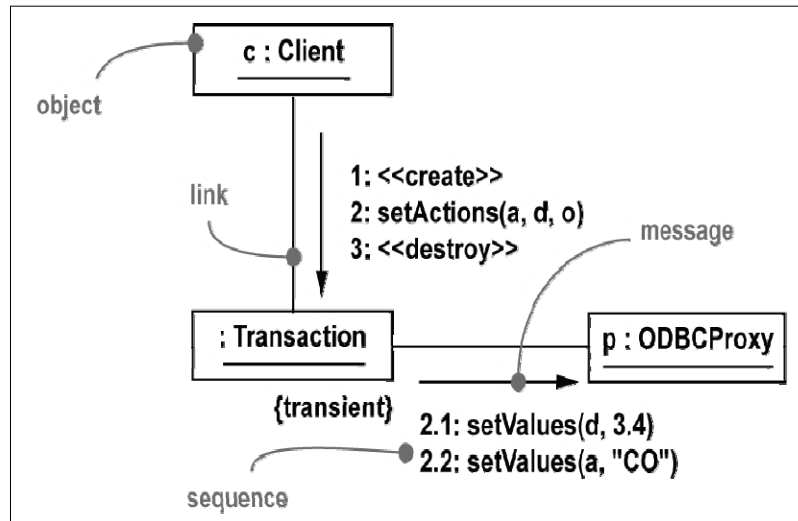 c : Client
object
1: <<create>>
2: setActions(a, d, o)
3: <<destroy>>
link
message
: Transaction
p : ODBCProxy
{transient}
2.1: setValues(d, 3.4)
2.2: setValues(a, "CO")
sequence